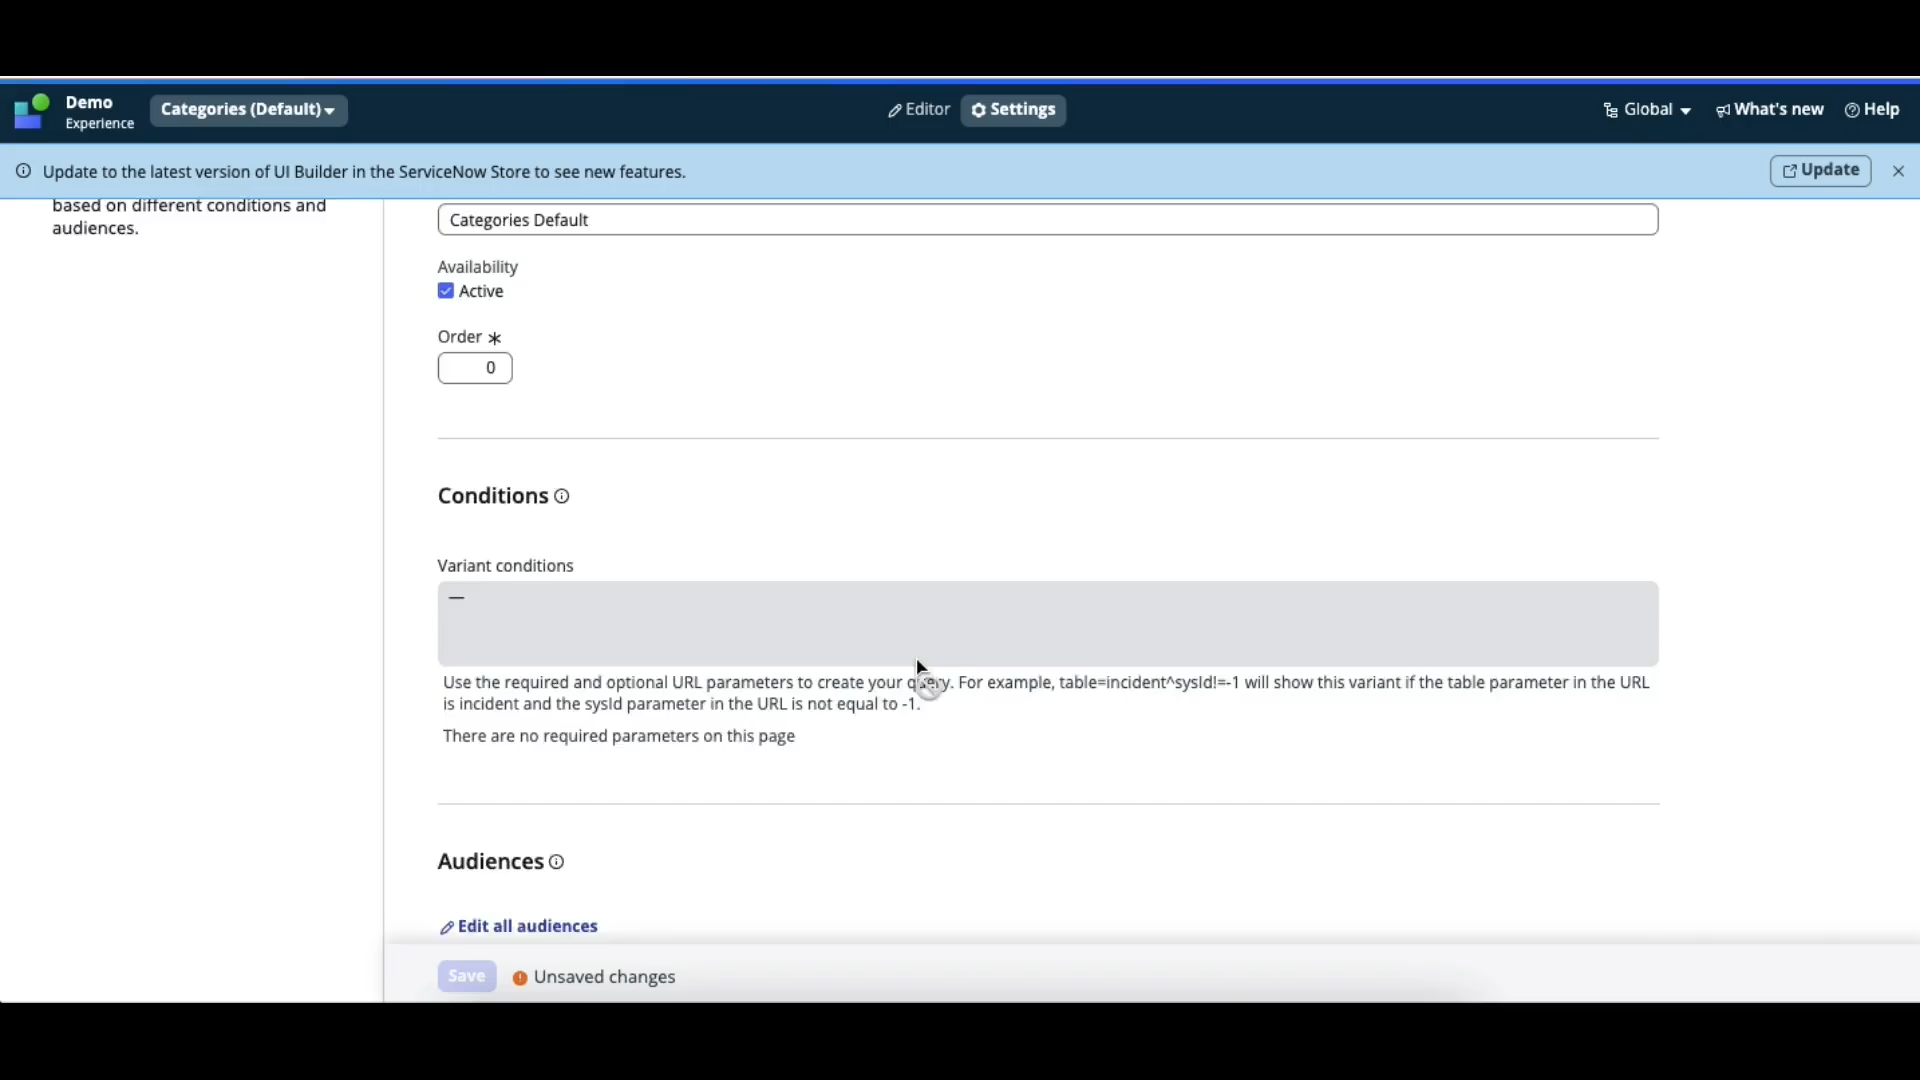 Demo
Experience
Categories (Default)
Editor
Settings
Global
What's new
Help
Update to the latest version of UI Builder in the ServiceNow Store to see new features.
Update
based on different conditions and
audiences.
Categories Default
Availability
Active
Order *
0
Conditions
Variant conditions
—
Use the required and optional URL parameters to create your query. For example, table=incident^sysId!=-1 will show this variant if the table parameter in the URL
is incident and the sysId parameter in the URL is not equal to -1.
There are no required parameters on this page
Audiences
Edit all audiences
Save
Unsaved changes